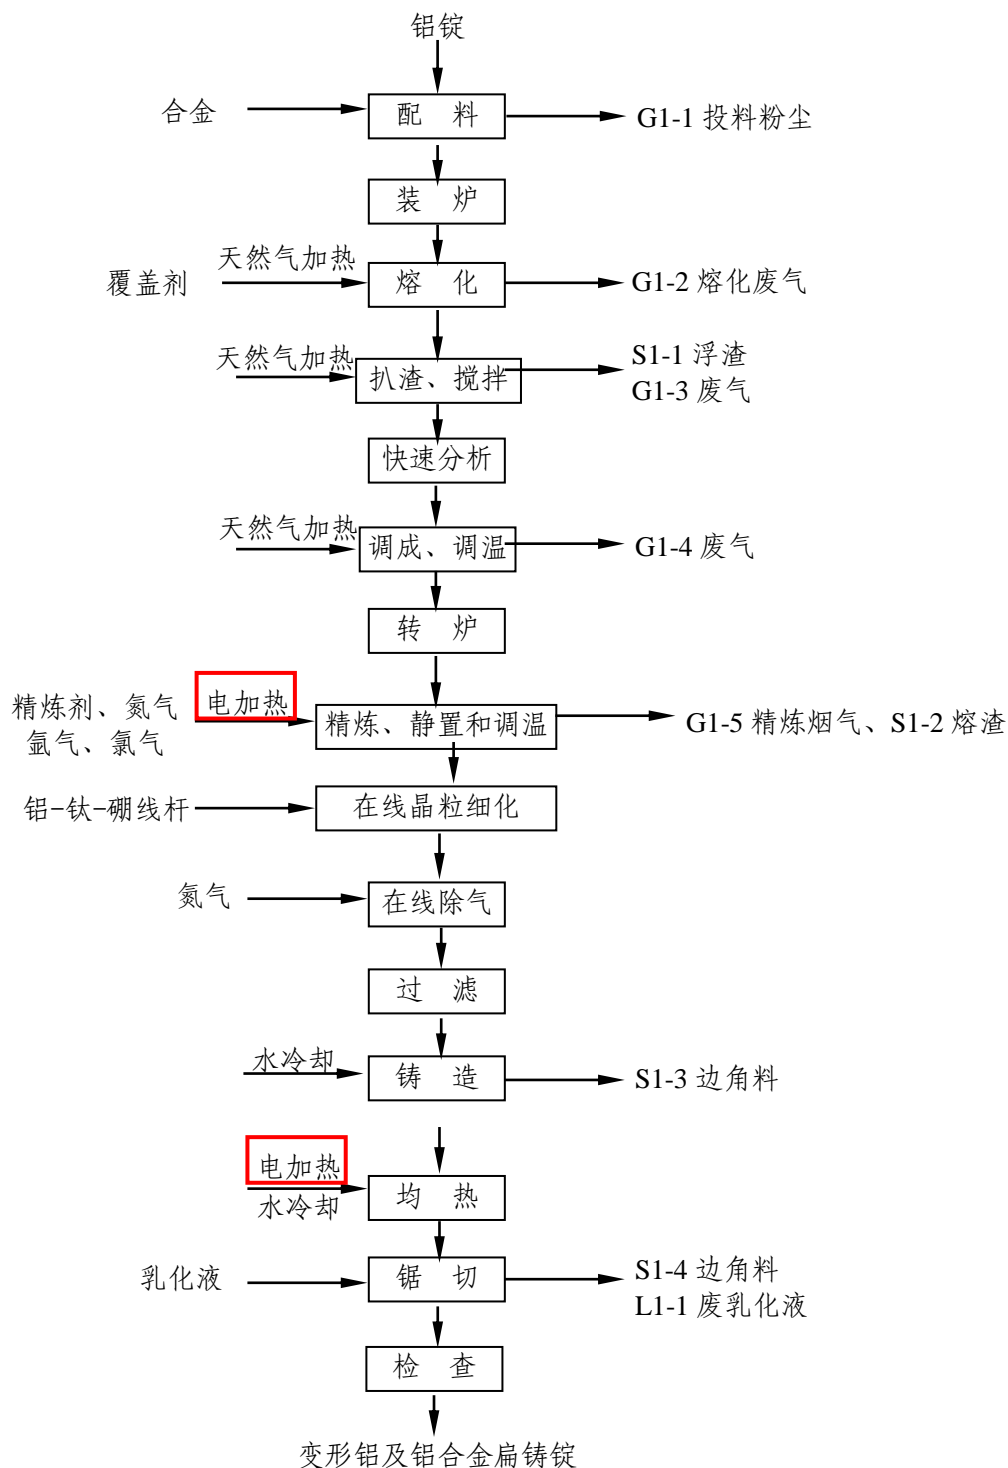 铝锭
合金
配 料
G1-1 投料粉尘
装 炉
覆盖剂
天然气加热
熔 化
G1-2 熔化废气
天然气加热
扒渣、搅拌
S1-1 浮渣
G1-3 废气
快速分析
天然气加热
调成、调温
G1-4 废气
转 炉
精炼剂、氮气
氩气、氯气
电加热
精炼、静置和调温
G1-5 精炼烟气、S1-2 熔渣
铝-钛-硼线杆
在线晶粒细化
氮气
在线除气
过 滤
水冷却
铸 造
S1-3 边角料
电加热
水冷却
均 热
乳化液
锯 切
S1-4 边角料
L1-1 废乳化液
检 查
变形铝及铝合金扁铸锭